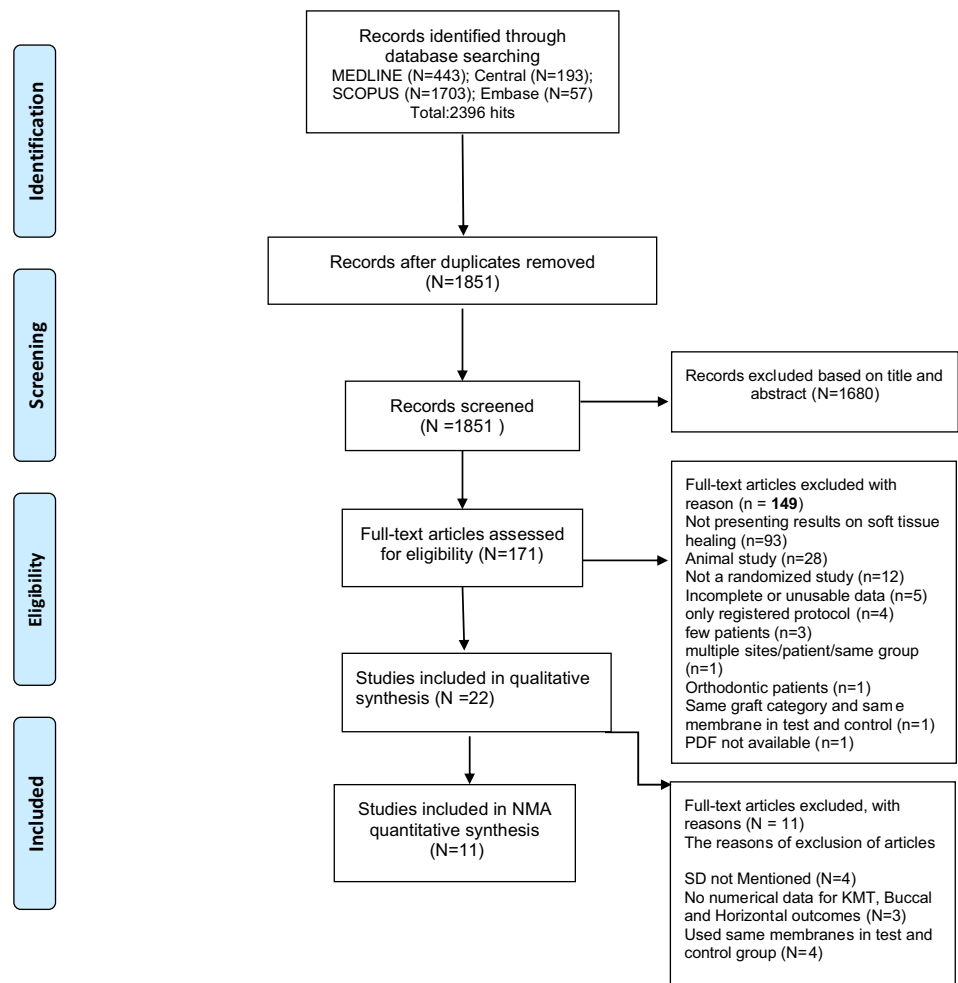 Identification
Records identified through
database searching
MEDLINE (N=443); Central (N=193);
SCOPUS (N=1703); Embase (N=57)
Total:2396 hits
Records after duplicates removed
(N=1851)
Screening
Records screened
(N =1851 )
Records excluded based on title and
abstract (N=1680)
Eligibility
Full-text articles assessed
for eligibility (N=171)
Full-text articles excluded with
reason (n = 149)
Not presenting results on soft tissue
healing (n=93)
Animal study (n=28)
Not a randomized study (n=12)
Incomplete or unusable data (n=5)
only registered protocol (n=4)
few patients (n=3)
multiple sites/patient/same group
(n=1)
Orthodontic patients (n=1)
Same graft category and same
membrane in test and control (n=1)
PDF not available (n=1)
Studies included in qualitative
synthesis (N =22)
Included
Studies included in NMA
quantitative synthesis
(N=11)
Full-text articles excluded, with
reasons (N = 11)
The reasons of exclusion of articles
SD not Mentioned (N=4)
No numerical data for KMT, Buccal
and Horizontal outcomes (N=3)
Used same membranes in test and
control group (N=4)